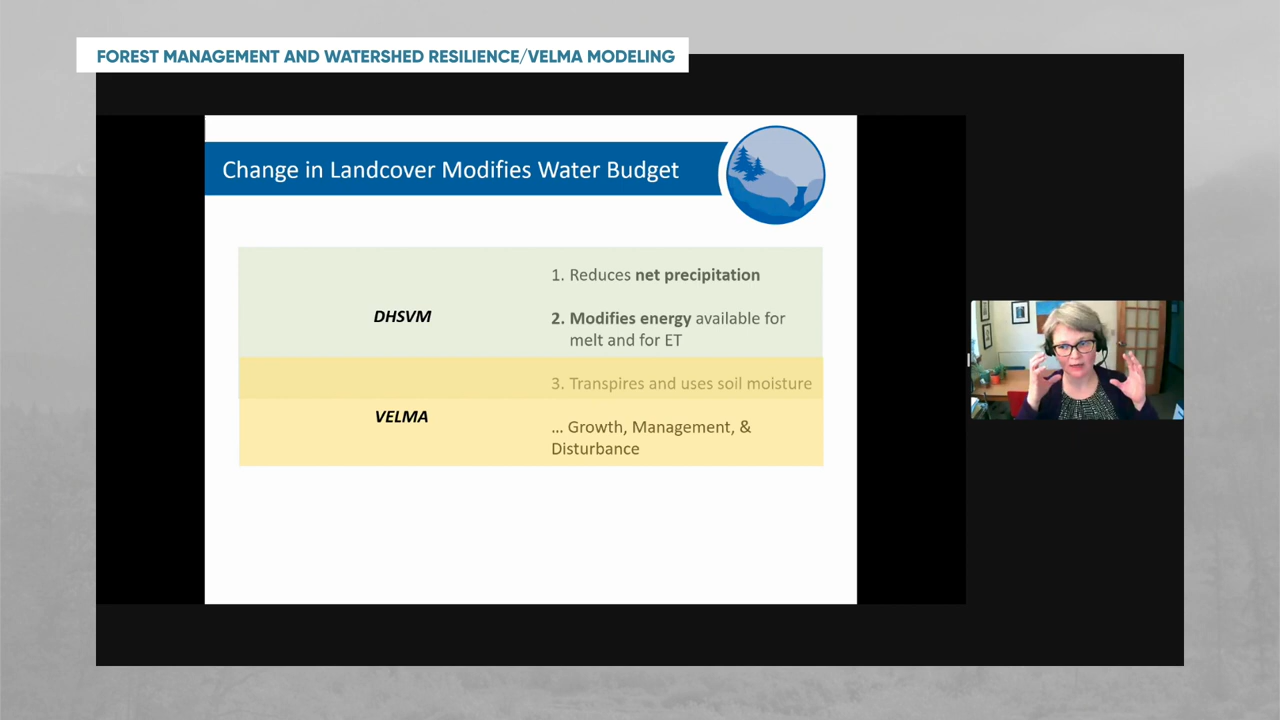 FOREST MANAGEMENT AND WATERSHED RESILIENCE/VELMA MODELING
Change in Landcover Modifies Water Budget
DHSVM
1. Reduces net precipitation
2. Modifies energy available for
melt and for ET
3. Transpires and uses soil moisture
VELMA
... Growth, Management, &
Disturbance